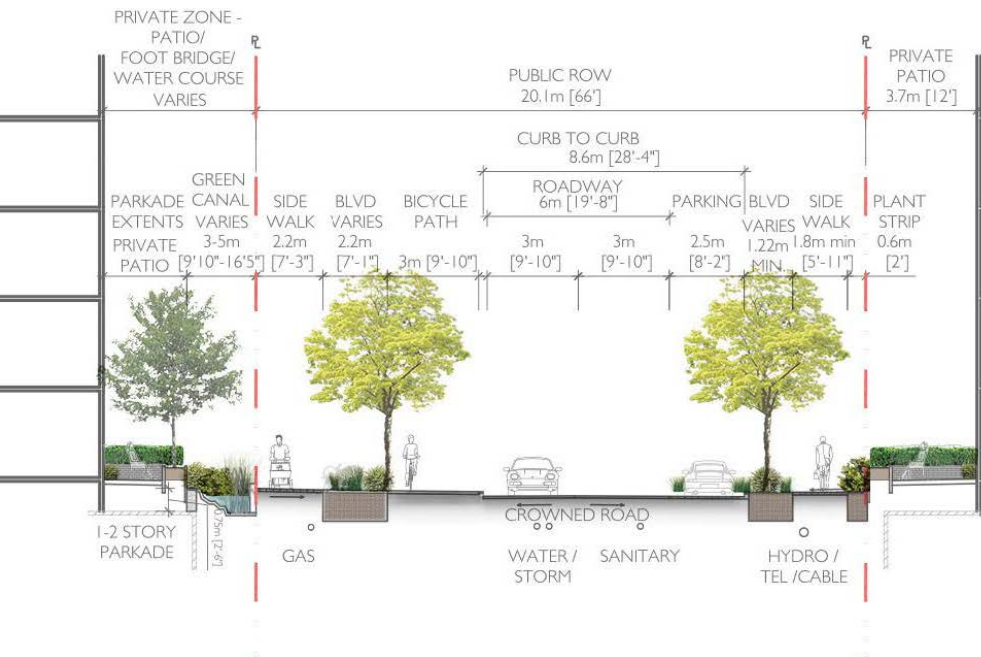 PRIVATE ZONE -
PATIO/
FOOT BRIDGE/
WATER COURSE
VARIES
PL
PUBLIC ROW
20.1m [66']
PL
PRIVATE
PATIO
3.7m [12']
CURB TO CURB
8.6m [28'-4"]
ROADWAY
6m [19'-8"]
PARKADE
EXTENTS
PRIVATE
PATIO
GREEN
CANAL
VARIES
3-5m
[9'10"-16'5"]
SIDE
WALK
2.2m
[7'-3"]
BLVD
VARIES
2.2m
[7'-1"]
BICYCLE
PATH
3m [9'-10"]
3m
[9'-10"]
3m
[9'-10"]
PARKING
2.5m
[8'-2"]
BLVD
VARIES
1.22m
MIN.
SIDE
WALK
1.8m min
[5'-11"]
PLANT
STRIP
0.6m
[2']
CROWNED ROAD
1-2 STORY
PARKADE
.75m [2'-6"]
GAS
WATER /
STORM
SANITARY
HYDRO /
TEL /CABLE